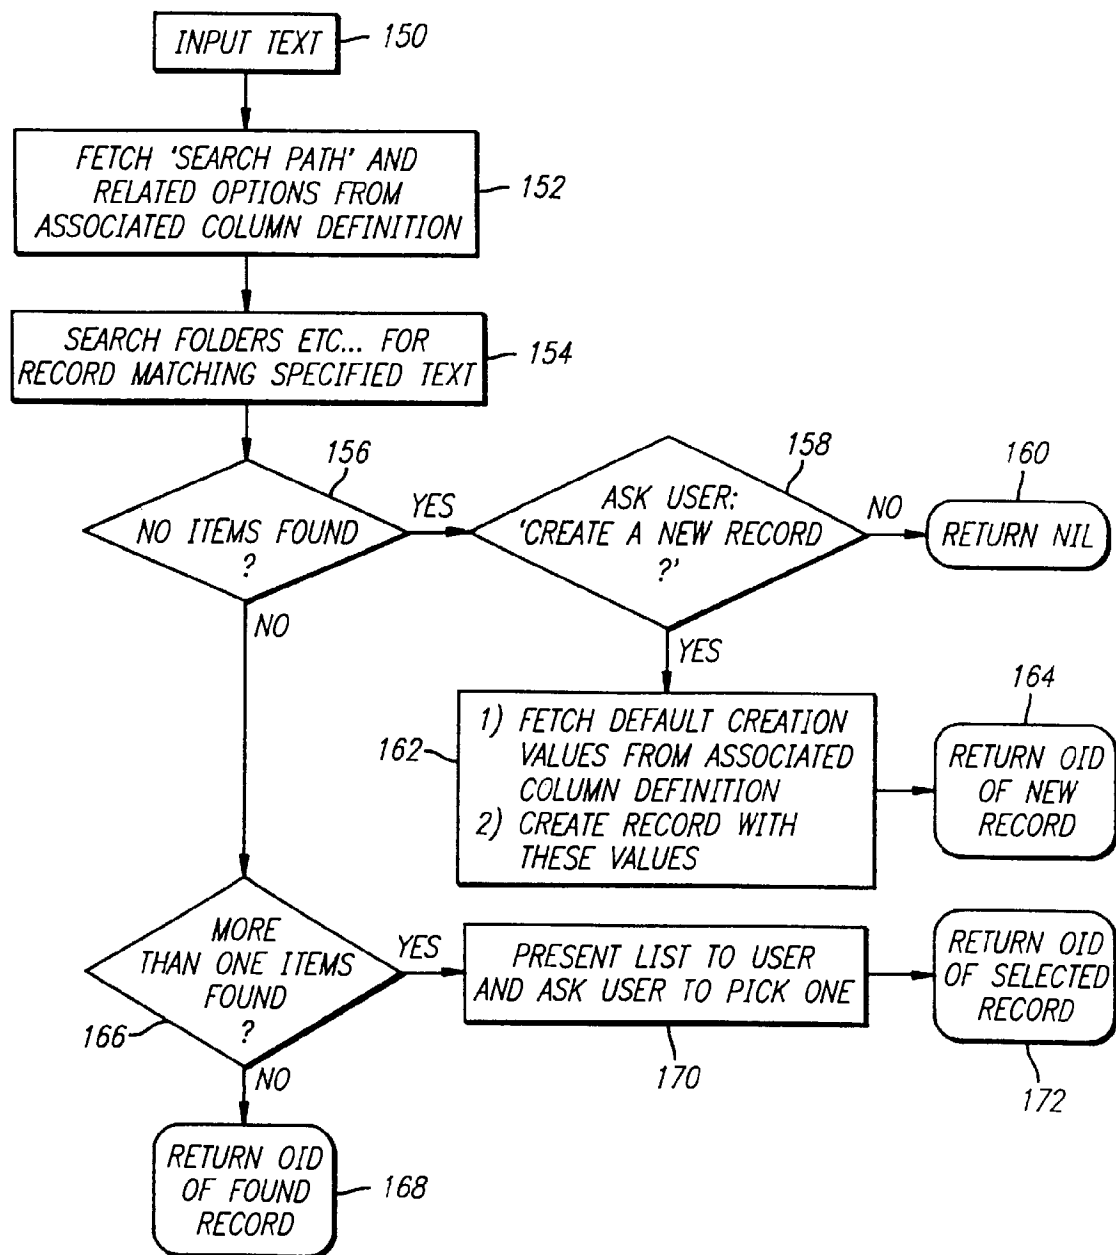 INPUT TEXT
150
FETCH 'SEARCH PATH' AND
RELATED OPTIONS FROM
ASSOCIATED COLUMN DEFINITION
152
SEARCH FOLDERS ETC... FOR
RECORD MATCHING SPECIFIED TEXT
154
156
NO ITEMS FOUND
?
YES
NO
158
ASK USER:
'CREATE A NEW RECORD
?'
NO
YES
160
RETURN NIL
162
1) FETCH DEFAULT CREATION
VALUES FROM ASSOCIATED
COLUMN DEFINITION
2) CREATE RECORD WITH
THESE VALUES
164
RETURN OID
OF NEW
RECORD
MORE
THAN ONE ITEMS
FOUND
?
166
YES
NO
PRESENT LIST TO USER
AND ASK USER TO PICK ONE
170
RETURN OID
OF SELECTED
RECORD
172
RETURN OID
OF FOUND
RECORD
168